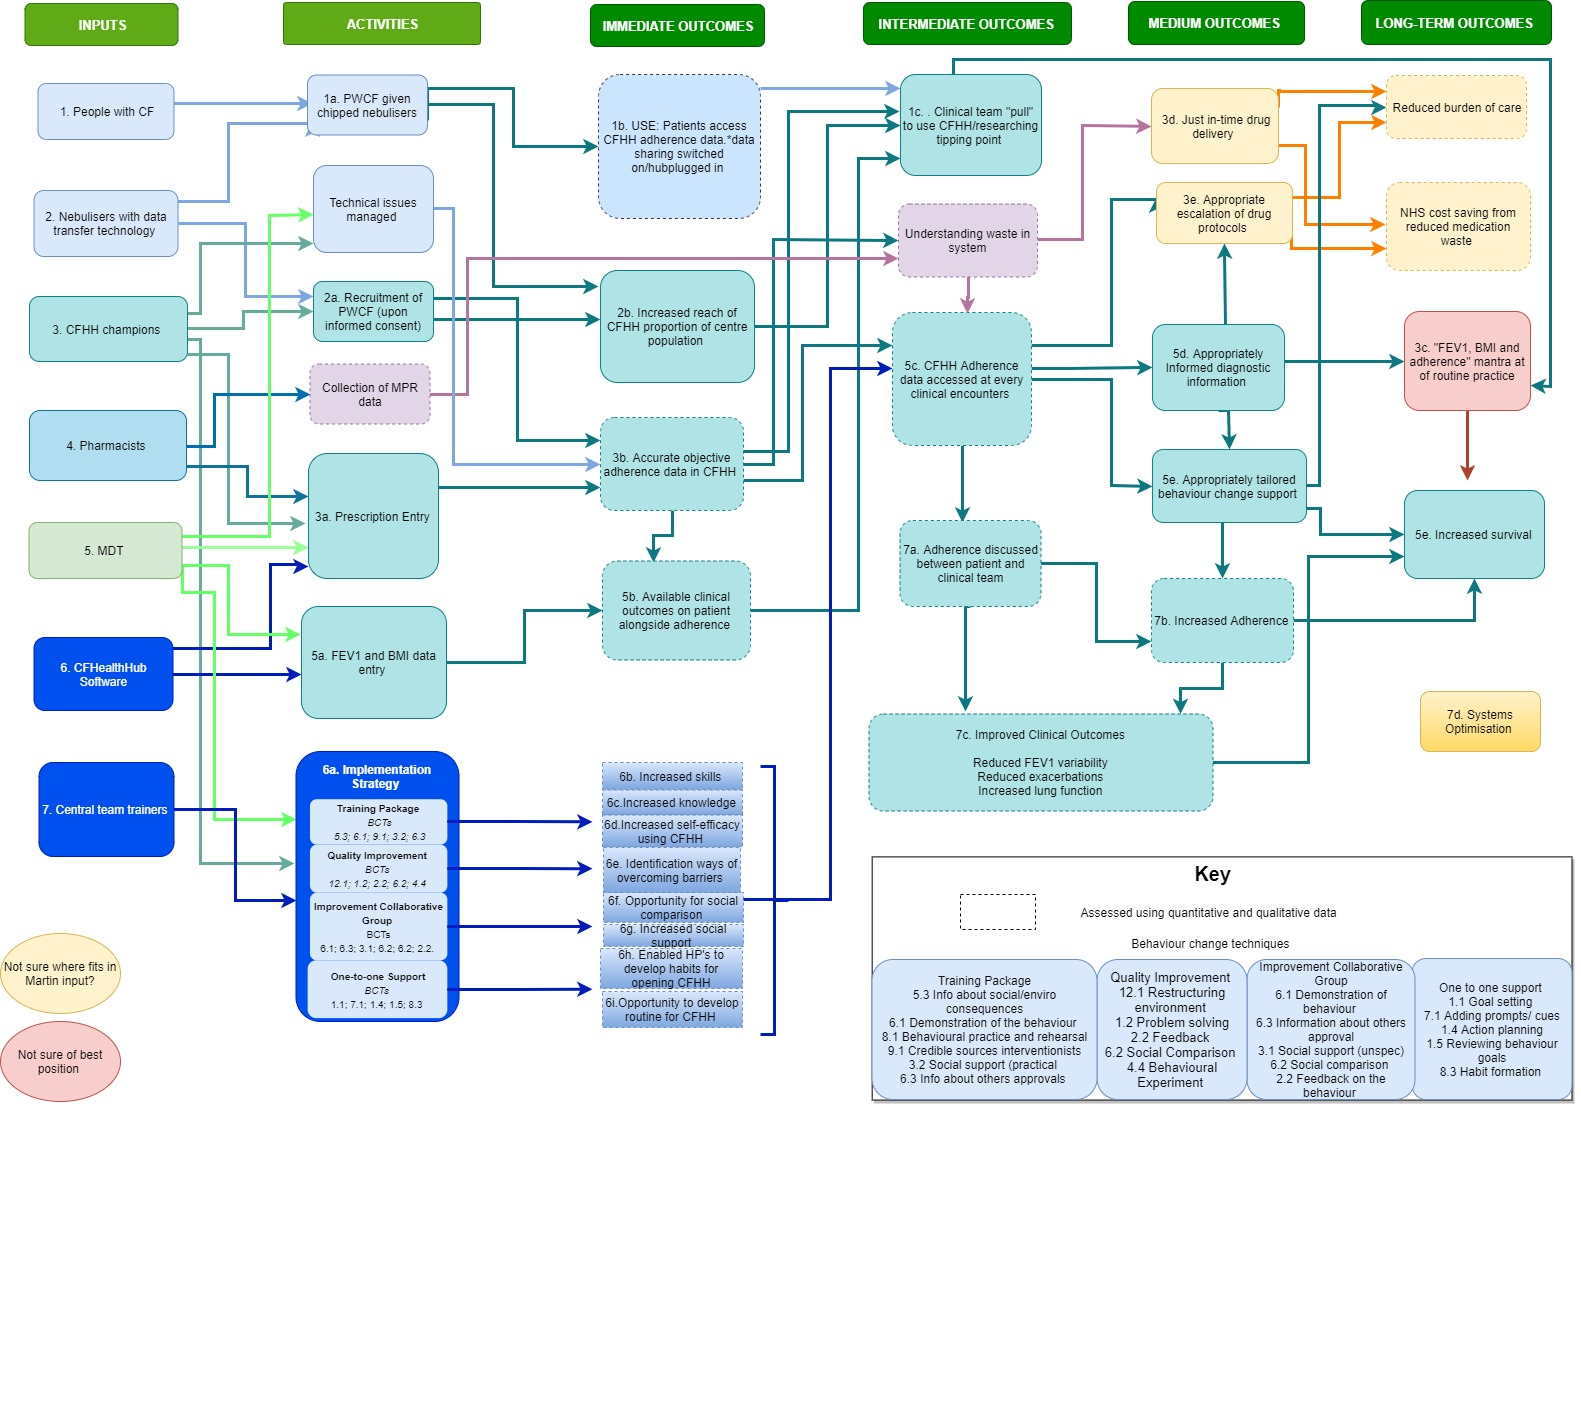 INPUTS
ACTIVITIES
IMMEDIATE OUTCOMES
INTERMEDIATE OUTCOMES
MEDIUM OUTCOMES
LONG-TERM OUTCOMES
1. People with CF
2. Nebulisers with data
transfer technology
3. CFHH champions
4. Pharmacists
5. MDT
6. CFHealthHub
Software
7. Central team trainers
Not sure where fits in
Martin input?
Not sure of best
position
1a. PWCF given
chipped nebulisers
Technical issues
managed
2a. Recruitment of
PWCF (upon
informed consent)
Collection of MPR
data
3a. Prescription Entry
5a. FEV1 and BMI data
entry
6a. Implementation
Strategy
Training Package
BCTs
5.3; 6.1; 9.1; 3.2; 6.3
Quality Improvement
BCTs
12.1; 1.2; 2.2; 6.2; 4.4
Improvement Collaborative
Group
BCTs
6.1; 6.3; 3.1; 6.2; 6.2; 2.2.
One-to-one Support
BCTs
1.1; 7.1; 1.4; 1.5; 8.3
1b. USE: Patients access
CFHH adherence data.*data
sharing switched
on/hubplugged in
2b. Increased reach of
CFHH proportion of centre
population
3b. Accurate objective
adherence data in CFHH
5b. Available clinical
outcomes on patient
alongside adherence
6b. Increased skills
6c.Increased knowledge
6d.Increased self-efficacy
using CFHH
6e. Identification ways of
overcoming barriers
6f. Opportunity for social
comparison
6g. Increased social
support
6h. Enabled HP's to
develop habits for
opening CFHH
6i.Opportunity to develop
routine for CFHH
1c. . Clinical team "pull"
to use CFHH/researching
tipping point
Understanding waste in
system
5c. CFHH Adherence
data accessed at every
clinical encounters
7a. Adherence discussed
between patient and
clinical team
7c. Improved Clinical Outcomes
Reduced FEV1 variability
Reduced exacerbations
Increased lung function
3d. Just in-time drug
delivery
3e. Appropriate
escalation of drug
protocols
5d. Appropriately
Informed diagnostic
information
5e. Appropriately tailored
behaviour change support
7b. Increased Adherence
Reduced burden of care
NHS cost saving from
reduced medication
waste
3c. "FEV1, BMI and
adherence" mantra at
of routine practice
5e. Increased survival
7d. Systems
Optimisation
Key
Assessed using quantitative and qualitative data
Behaviour change techniques
Training Package
5.3 Info about social/enviro
consequences
6.1 Demonstration of the behaviour
8.1 Behavioural practice and rehearsal
9.1 Credible sources interventionists
3.2 Social support (practical
6.3 Info about others approvals
Quality Improvement
12.1 Restructuring
environment
1.2 Problem solving
2.2 Feedback
6.2 Social Comparison
4.4 Behavioural
Experiment
Improvement Collaborative
Group
6.1 Demonstration of
behaviour
6.3 Information about others
approval
3.1 Social support (unspec)
6.2 Social comparison
2.2 Feedback on the
behaviour
One to one support
1.1 Goal setting
7.1 Adding prompts/ cues
1.4 Action planning
1.5 Reviewing behaviour
goals
8.3 Habit formation